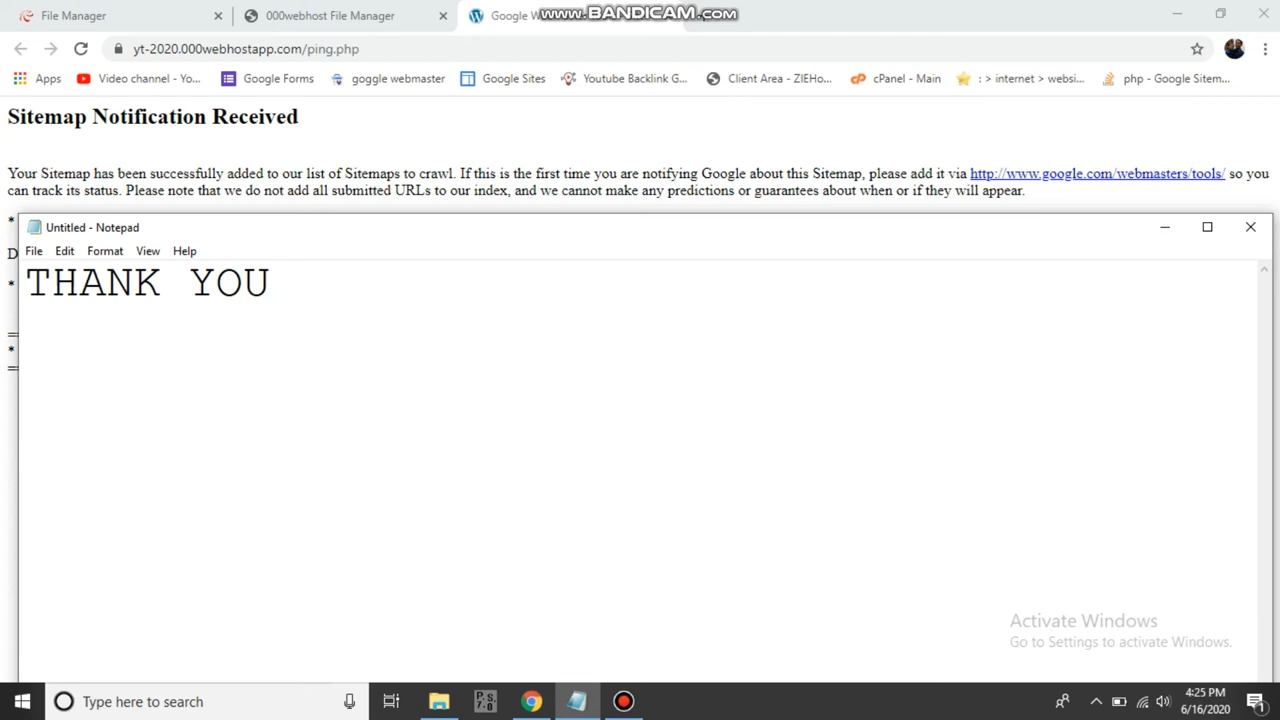 File Manager
000webhost File Manager
Google W
www.BANDICAM.com
yt-2020.000webhostapp.com/ping.php
Apps
Video channel - Yo...
Google Forms
goggle webmaster
Google Sites
Youtube Backlink G...
Client Area - ZIEHo...
cPanel - Main
: > internet > websi...
php - Google Sitem...
Sitemap Notification Received
Your Sitemap has been successfully added to our list of Sitemaps to crawl. If this is the first time you are notifying Google about this Sitemap, please add it via http://www.google.com/webmasters/tools/ so you
can track its status. Please note that we do not add all submitted URLs to our index, and we cannot make any predictions or guarantees about when or if they will appear.
*
D
*
==
*
==
Untitled - Notepad
File Edit Format View Help
THANK YOU
Activate Windows
Go to Settings to activate Windows.
Type here to search
4:25 PM
6/16/2020